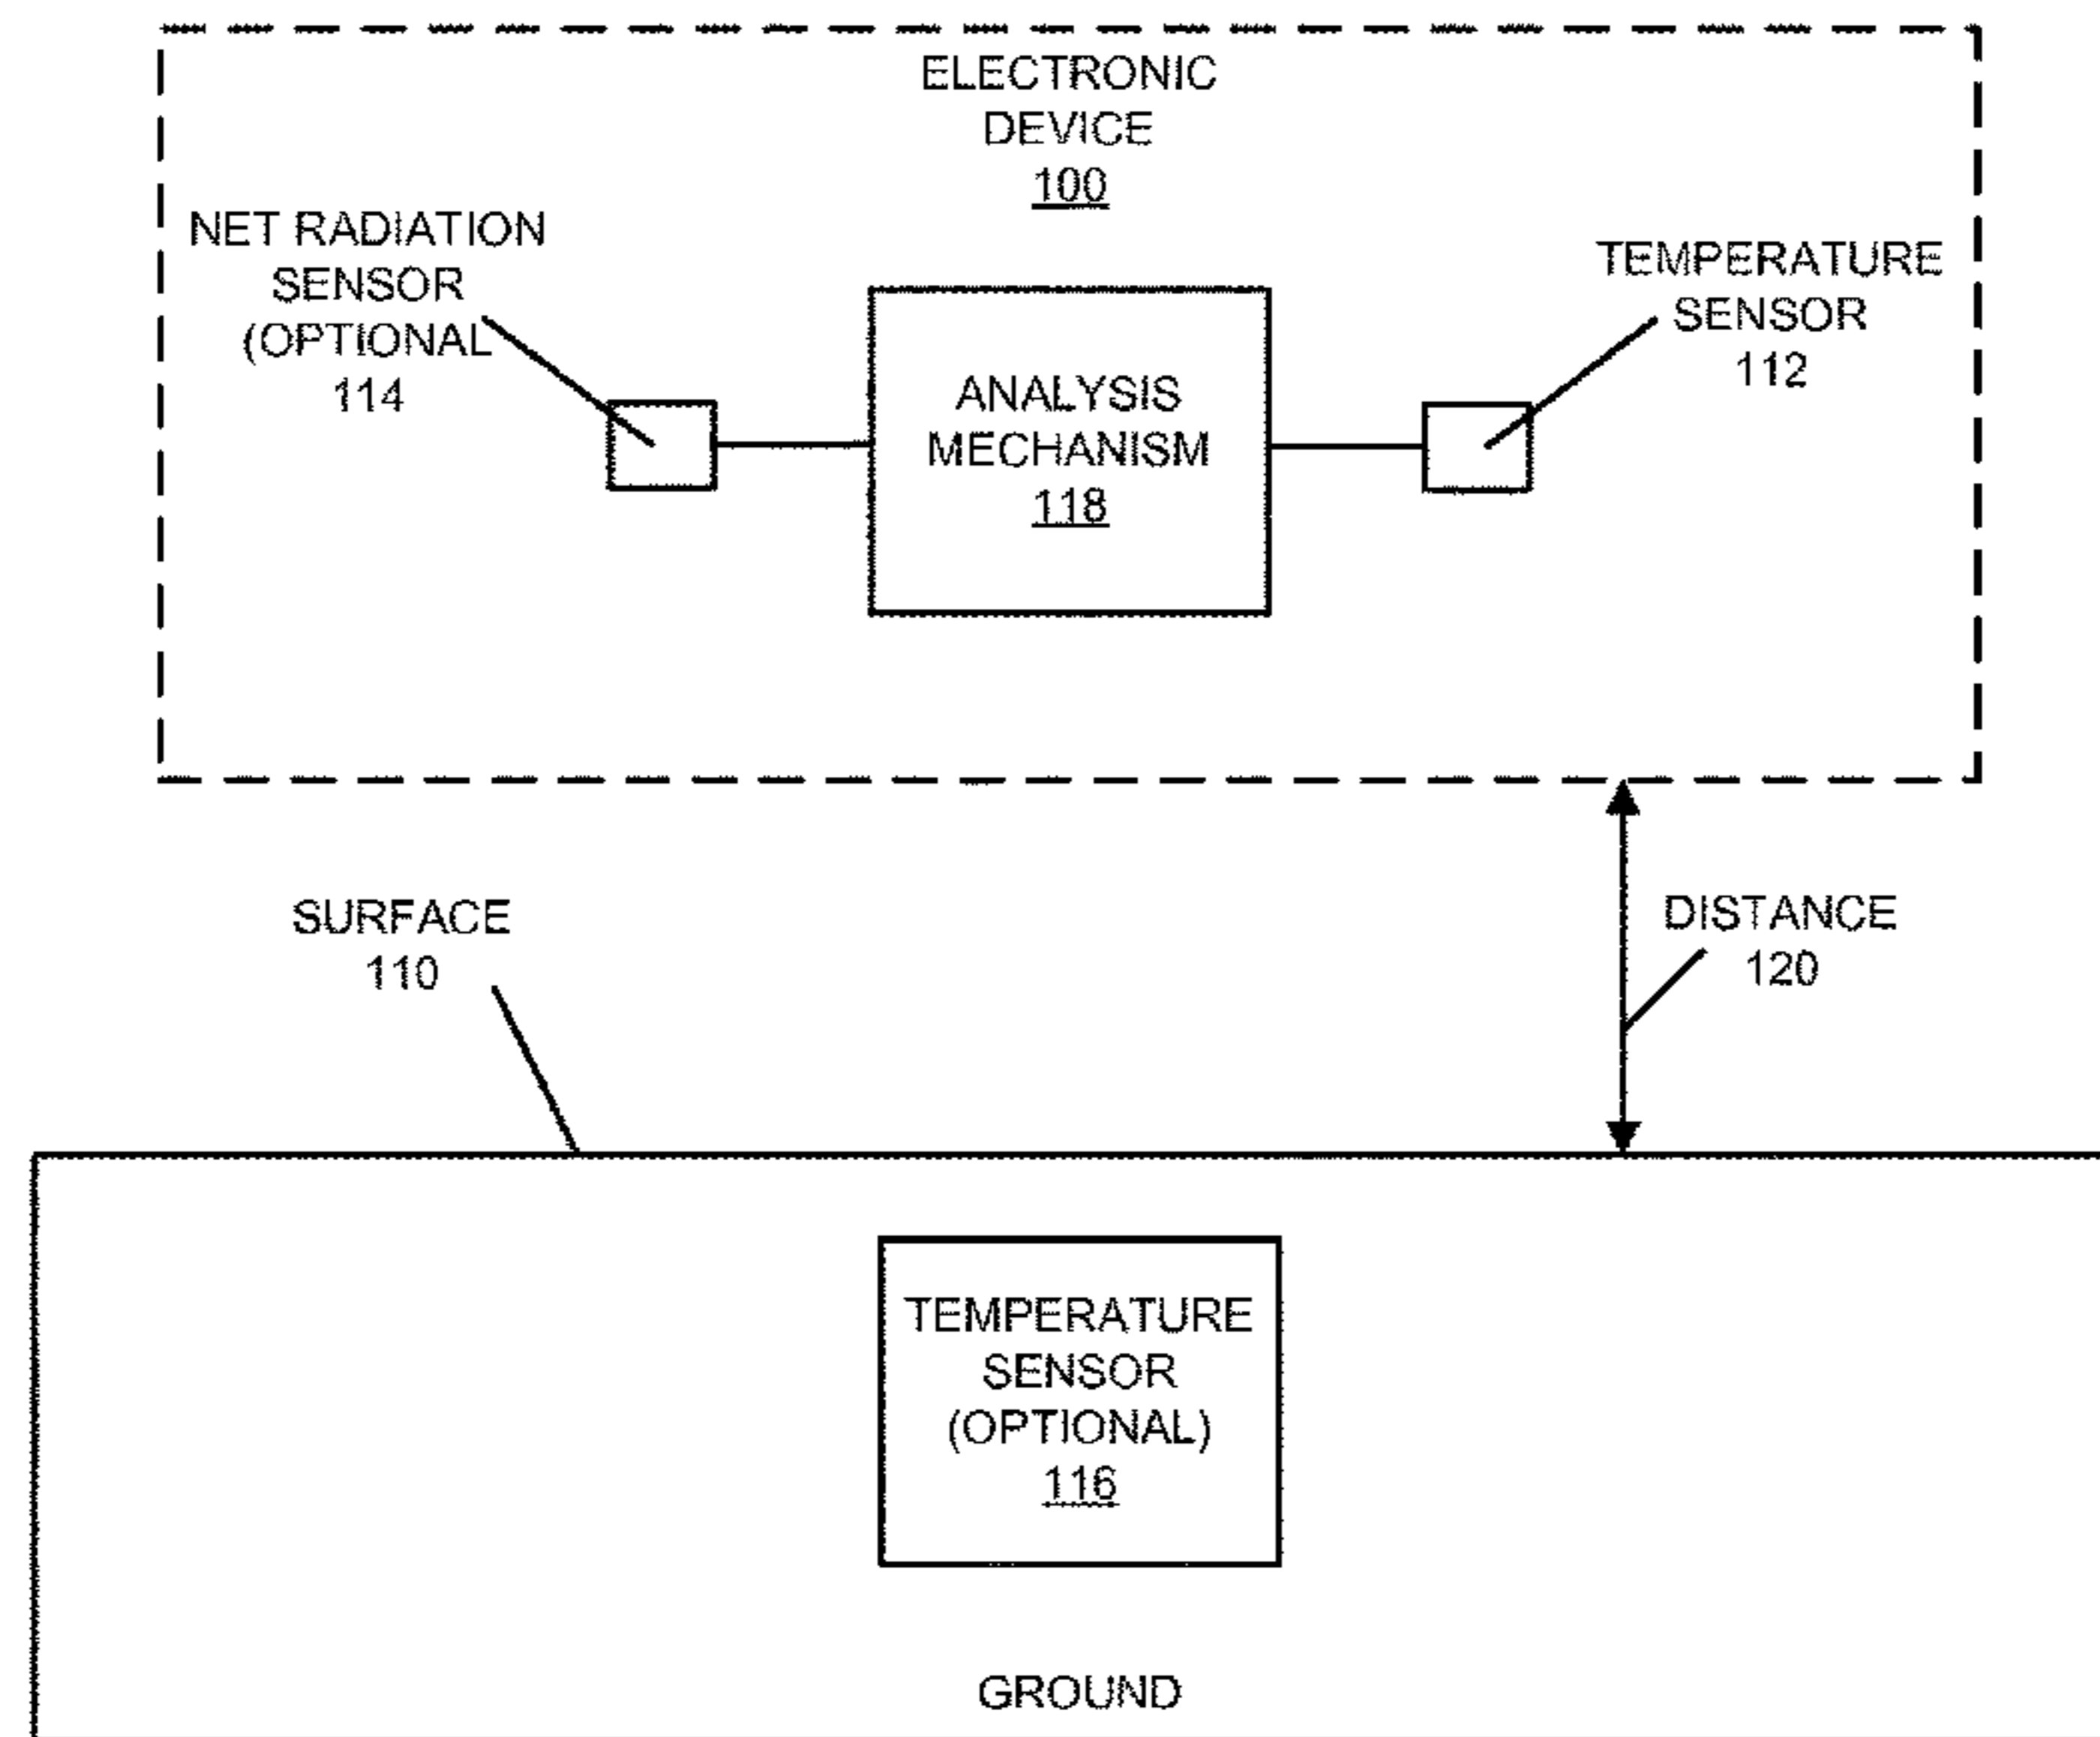 ELECTRONIC
DEVICE
100
NET RADIATION
SENSOR
(OPTIONAL
114
TEMPERATURE
SENSOR
112
ANALYSIS
MECHANISM
118
SURFACE
110
DISTANCE
120
TEMPERATURE
SENSOR
(OPTIONAL)
116
GROUND